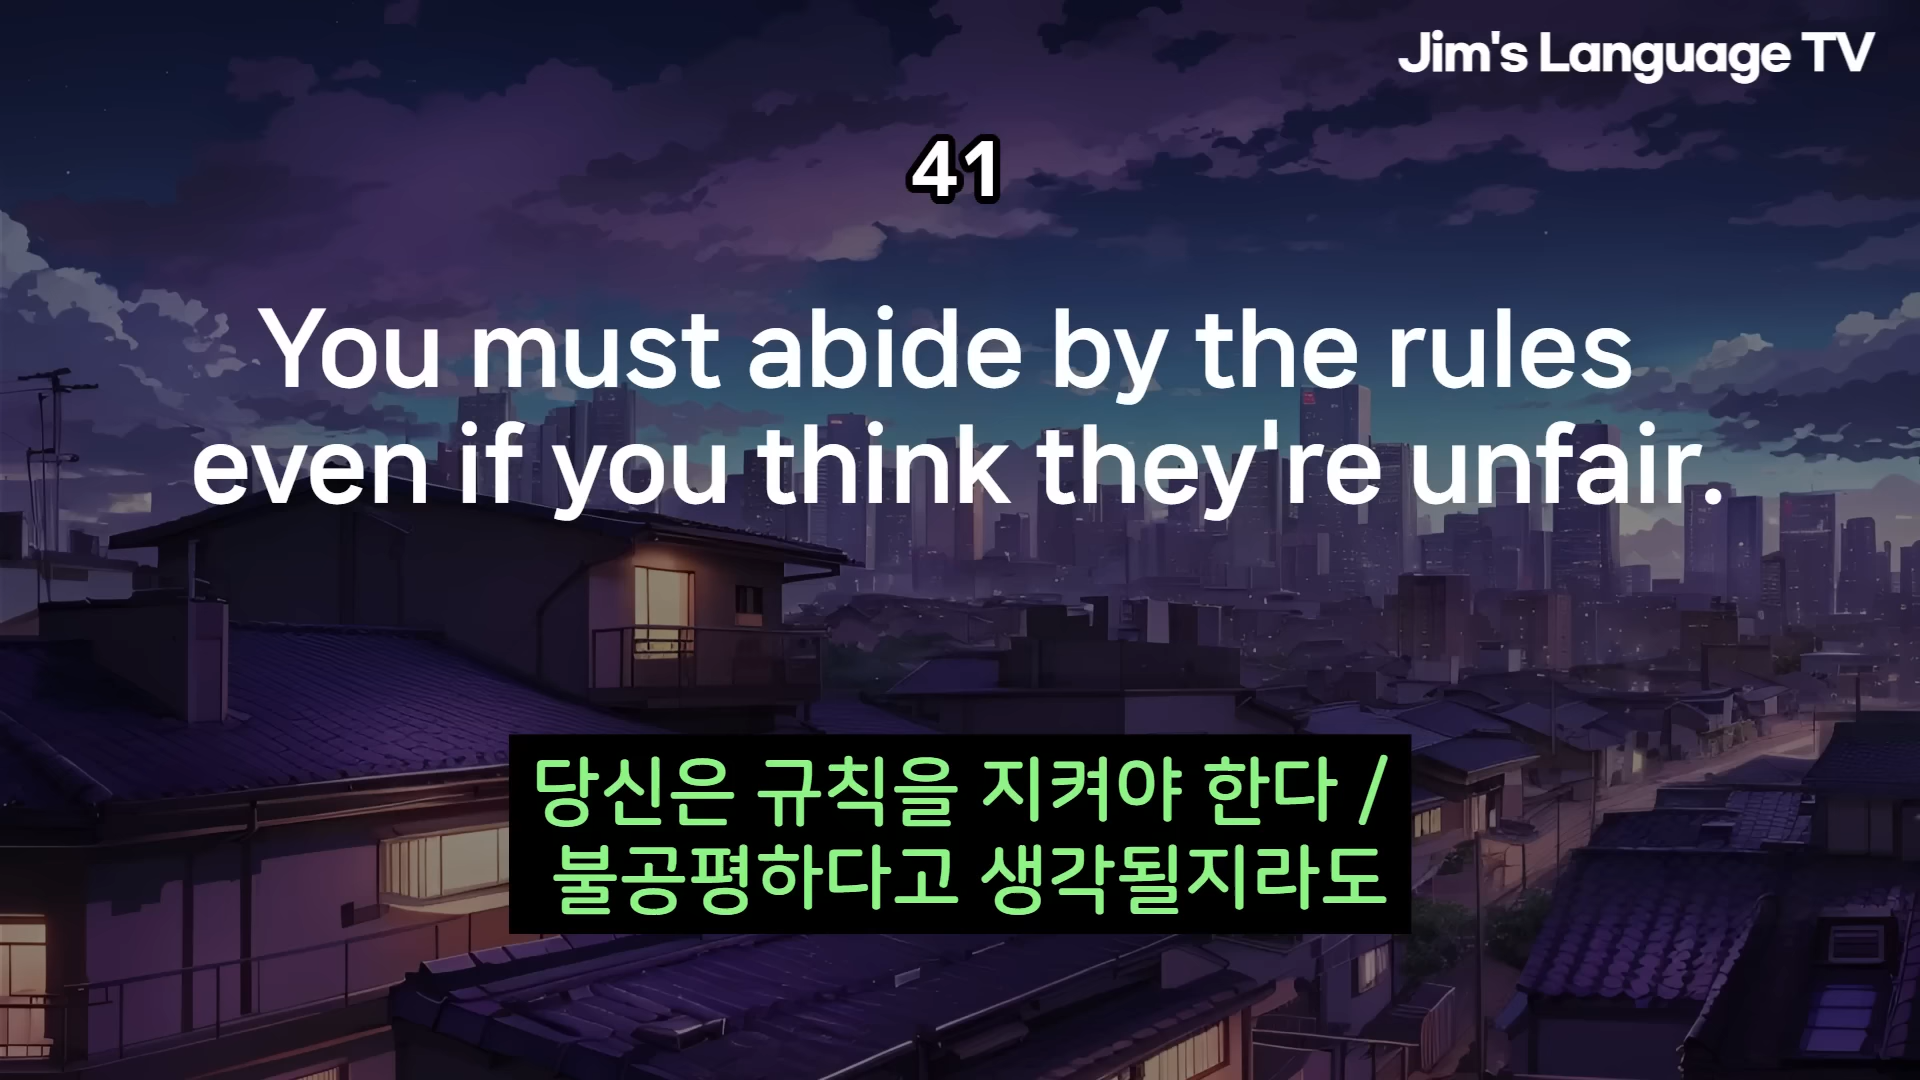 Jim's Language TV
41
You must abide by the rules
even if you think they're unfair.
당신은 규칙을 지켜야 한다 /
불공평하다고 생각될지라도